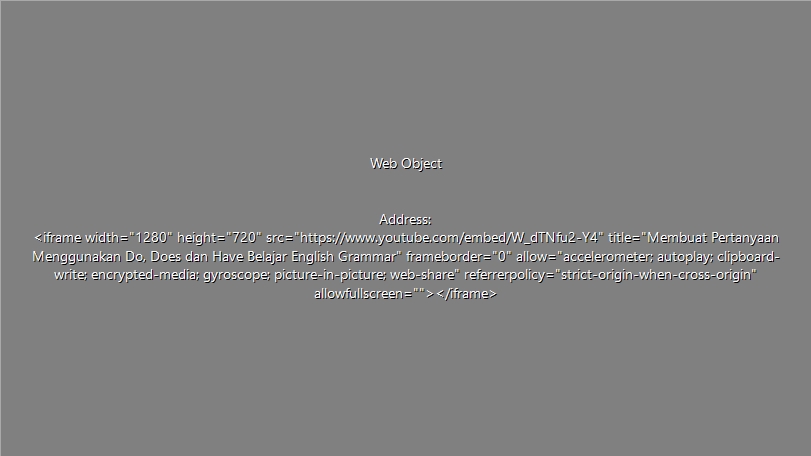 Web Object
Address:
<iframe width="1280" height="720" src="https://www.youtube.com/embed/W_dTNfu2-Y4" title="Membuat Pertanyaan
Menggunakan Do, Does dan Have Belajar English Grammar" frameborder="0" allow="accelerometer; autoplay; clipboard-
write; encrypted-media; gyroscope; picture-in-picture; web-share" referrerpolicy="strict-origin-when-cross-origin"
allowfullscreen=""></iframe>